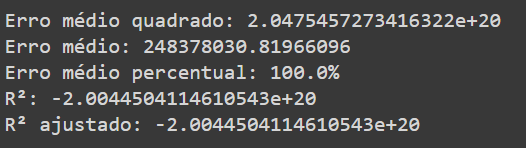 Erro médio quadrado: 2.0475457273416322e+20
Erro médio: 248378030.81966096
Erro médio percentual: 100.0%
R²: -2.0044504114610543e+20
R² ajustado: -2.0044504114610543e+20